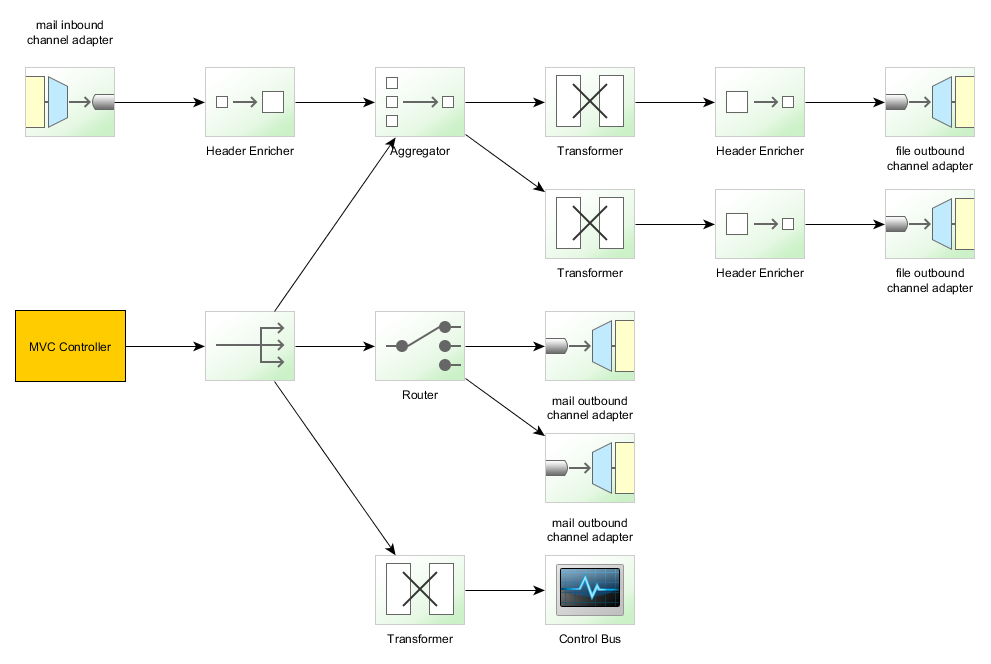 mail inbound
channel adapter
Header Enricher
Aggregator
Transformer
Header Enricher
file outbound
channel adapter
Transformer
Header Enricher
file outbound
channel adapter
MVC Controller
Router
mail outbound
channel adapter
mail outbound
channel adapter
Transformer
Control Bus